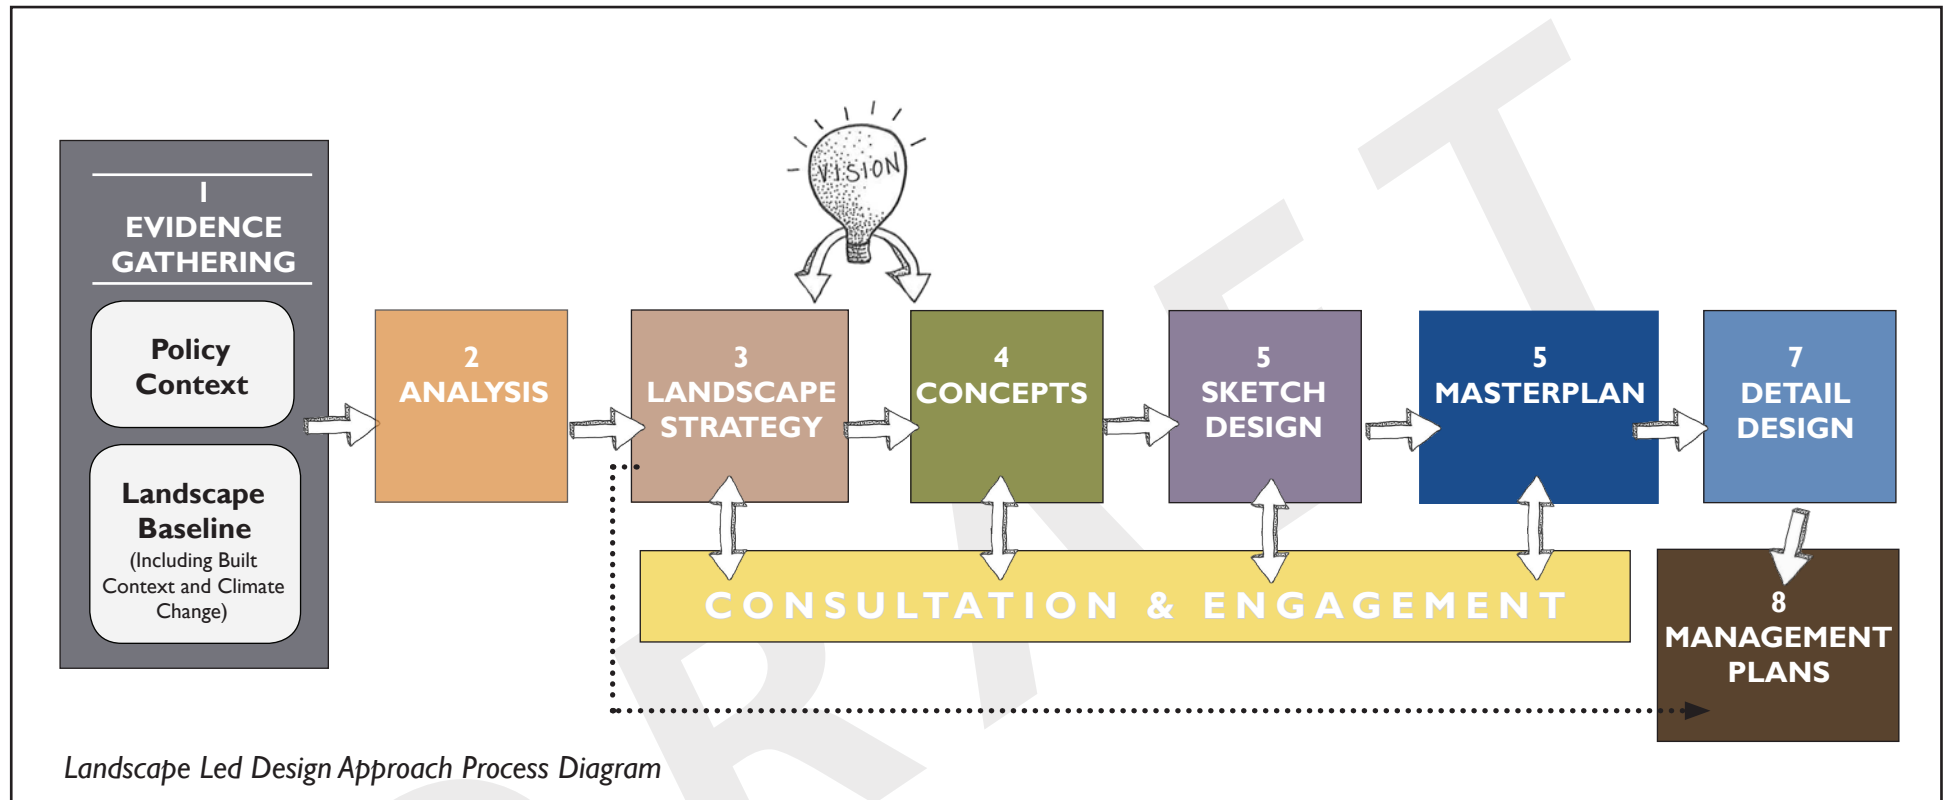 VISION
1
EVIDENCE
GATHERING
Policy
Context
Landscape
Baseline
(Including Built
Context and Climate
Change)
2
ANALYSIS
3
LANDSCAPE
STRATEGY
4
CONCEPTS
5
SKETCH
DESIGN
5
MASTERPLAN
7
DETAIL
DESIGN
CONSULTATION & ENGAGEMENT
8
MANAGEMENT
PLANS
Landscape Led Design Approach Process Diagram
DRAFT